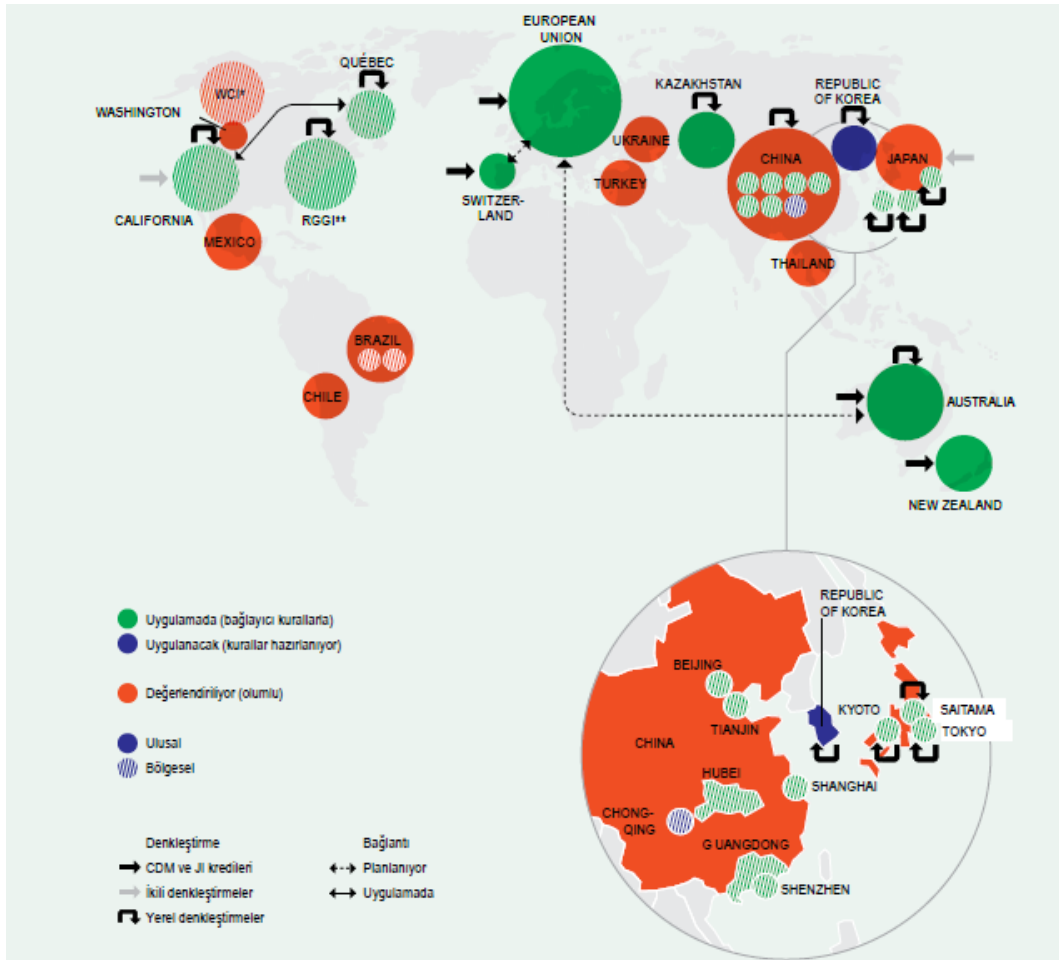 EUROPEAN
UNION
QUÉBEC
WCI*
WASHINGTON
KAZAKHSTAN
REPUBLIC
OF KOREA
UKRAINE
CHINA
JAPAN
TURKEY
SWITZER-
LAND
CALIFORNIA
RGGI**
MEXICO
THAILAND
BRAZIL
CHILE
AUSTRALIA
NEW ZEALAND
REPUBLIC
OF KOREA
BEIJING
TIANJIN
KYOTO
SAITAMA
TOKYO
CHINA
HUBEI
SHANGHAI
CHONG-
QING
G UANGDONG
SHENZHEN
Uygulamada (bağlayıcı kurallarla)
Uygulanacak (kurallar hazırlanıyor)
Değerlendiriliyor (olumlu)
Ulusal
Bölgesel
Denkleştirme
CDM ve JI kredileri
İkili denkleştirmeler
Yerel denkleştirmeler
Bağlantı
Planlanıyor
Uygulamada